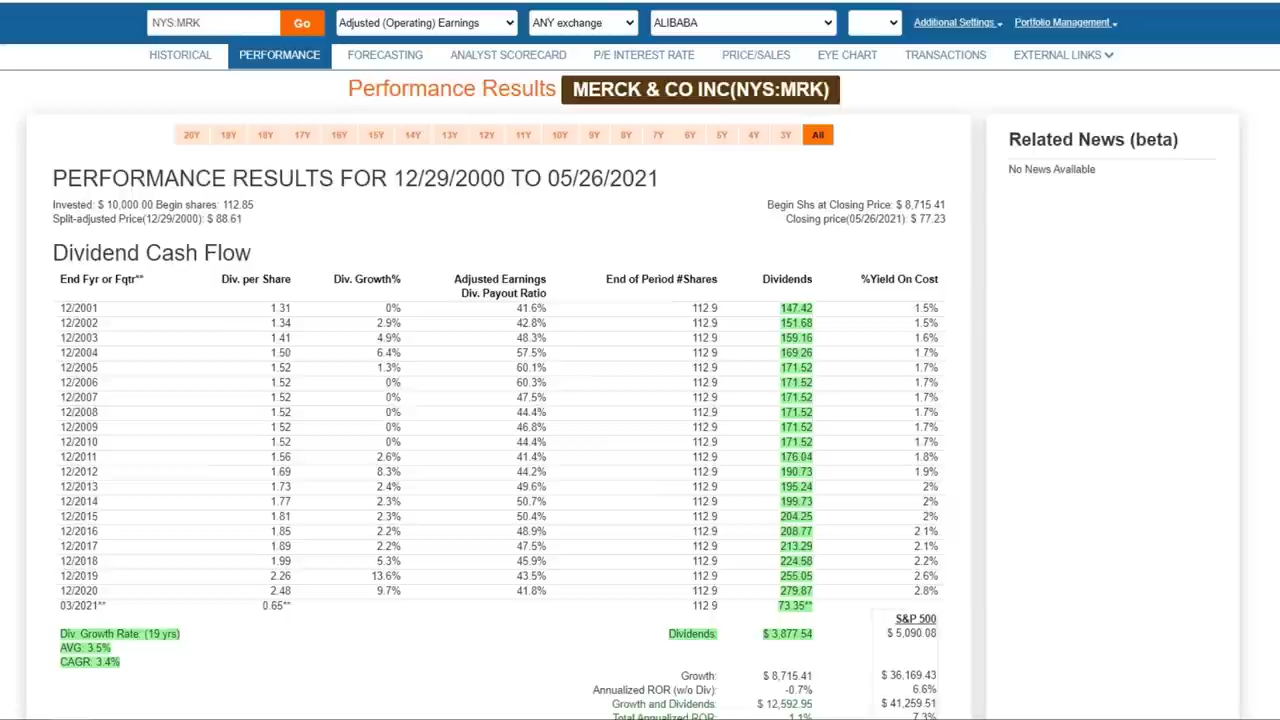 NYS:MRK Go Adjusted (Operating) Earnings ANY exchange ALIBABA Additional Settings Portfolio Management
HISTORICAL PERFORMANCE FORECASTING ANALYST SCORECARD P/E INTEREST RATE PRICE/SALES EYE CHART TRANSACTIONS EXTERNAL LINKS
Performance Results MERCK & CO INC(NYS:MRK)
20Y 19Y 18Y 17Y 16Y 15Y 14Y 13Y 12Y 11Y 10Y 9Y 8Y 7Y 6Y 5Y 4Y 3Y All
Related News (beta)
No News Available
PERFORMANCE RESULTS FOR 12/29/2000 TO 05/26/2021
Invested: $ 10,000.00 Begin shares: 112.85 Begin Shs at Closing Price: $ 8,715.41
Split-adjusted Price(12/29/2000): $ 88.61 Closing price(05/26/2021): $ 77.23
Dividend Cash Flow
End Fyr or Fqtr** Div. per Share Div. Growth% Adjusted Earnings End of Period #Shares Dividends %Yield On Cost
Div. Payout Ratio
12/2001 1.31 0% 41.6% 112.9 147.42 1.5%
12/2002 1.34 2.9% 42.8% 112.9 151.68 1.5%
12/2003 1.41 4.9% 48.3% 112.9 159.16 1.6%
12/2004 1.50 6.4% 57.5% 112.9 169.26 1.7%
12/2005 1.52 1.3% 60.1% 112.9 171.52 1.7%
12/2006 1.52 0% 60.3% 112.9 171.52 1.7%
12/2007 1.52 0% 47.5% 112.9 171.52 1.7%
12/2008 1.52 0% 44.4% 112.9 171.52 1.7%
12/2009 1.52 0% 46.8% 112.9 171.52 1.7%
12/2010 1.52 0% 44.4% 112.9 171.52 1.7%
12/2011 1.56 2.6% 41.4% 112.9 176.04 1.8%
12/2012 1.69 8.3% 44.2% 112.9 190.73 1.9%
12/2013 1.73 2.4% 49.6% 112.9 195.24 2%
12/2014 1.77 2.3% 50.7% 112.9 199.73 2%
12/2015 1.81 2.3% 50.4% 112.9 204.25 2%
12/2016 1.85 2.2% 48.9% 112.9 208.77 2.1%
12/2017 1.89 2.2% 47.5% 112.9 213.29 2.1%
12/2018 1.99 5.3% 45.9% 112.9 224.58 2.2%
12/2019 2.26 13.6% 43.5% 112.9 255.05 2.6%
12/2020 2.48 9.7% 41.8% 112.9 279.87 2.8%
03/2021** 0.65** 112.9 73.35**
S&P 500
Div. Growth Rate: (19 yrs) Dividends: $ 3,877.54 $ 5,090.08
AVG: 3.5%
CAGR: 3.4%
Growth: $ 8,715.41 $ 36,169.43
Annualized ROR (w/o Div): -0.7% 6.6%
Growth and Dividends: $ 12,592.95 $ 41,259.51
Total Annualized ROR: 1.1% 7.3%